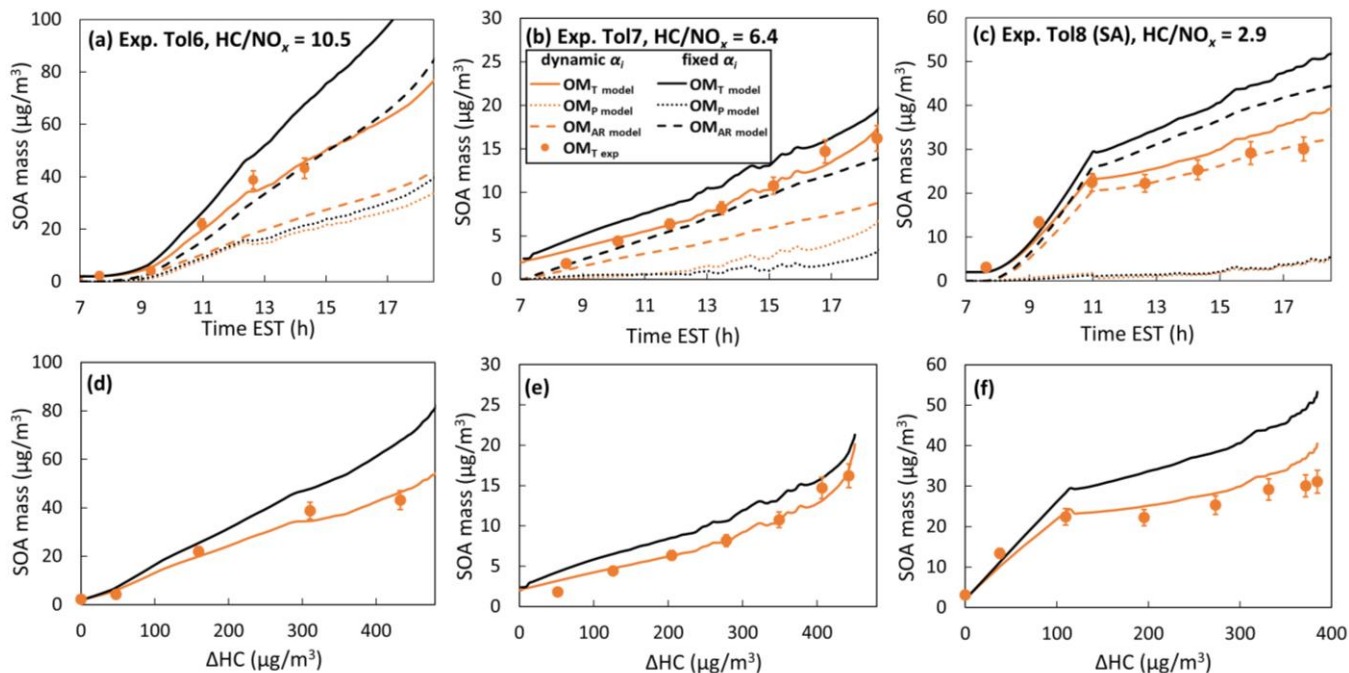 (a) Exp. Tol6, HC/NOx = 10.5
SOA mass (µg/m³)
100
80
60
40
20
0
7 9 11 13 15 17
Time EST (h)
(b) Exp. Tol7, HC/NOx = 6.4
dynamic αi fixed αi
OMT model OMT model
OMP model OMP model
OMAR model OMAR model
OMT exp
SOA mass (µg/m³)
30
25
20
15
10
5
0
7 9 11 13 15 17
Time EST (h)
(c) Exp. Tol8 (SA), HC/NOx = 2.9
SOA mass (µg/m³)
60
50
40
30
20
10
0
7 9 11 13 15 17
Time EST (h)
(d)
SOA mass (µg/m³)
100
80
60
40
20
0
0 100 200 300 400
ΔHC (µg/m³)
(e)
SOA mass (µg/m³)
30
25
20
15
10
5
0
0 100 200 300 400
ΔHC (µg/m³)
(f)
SOA mass (µg/m³)
60
50
40
30
20
10
0
0 100 200 300 400
ΔHC (µg/m³)